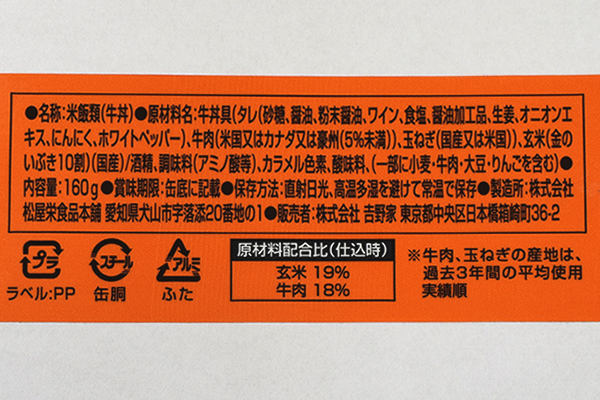 ●名称:米飯類(牛丼)●原材料名:牛丼具(タレ(砂糖、醤油、粉末醤油、ワイン、食塩、醤油加工品、生姜、オニオンエ
キス、にんにく、ホワイトペッパー)、牛肉(米国又はカナダ又は豪州(5%未満))、玉ねぎ(国産又は米国))、玄米(金の
いぶき10割)(国産)/酒精、調味料(アミノ酸等)、カラメル色素、酸味料、(一部に小麦・牛肉・大豆・りんごを含む)●
内容量:160g●賞味期限:缶底に記載●保存方法:直射日光、高温多湿を避けて常温で保存●製造所:株式会社
松屋栄食品本舗 愛知県犬山市字落添20番地の1●販売者:株式会社 吉野家 東京都中央区日本橋箱崎町36-2
プラ
ラベル:PP
スチール
缶胴
アルミ
ふた
原材料配合比(仕込時)
玄米 19%
牛肉 18%
※牛肉、玉ねぎの産地は、
過去3年間の平均使用
実績順